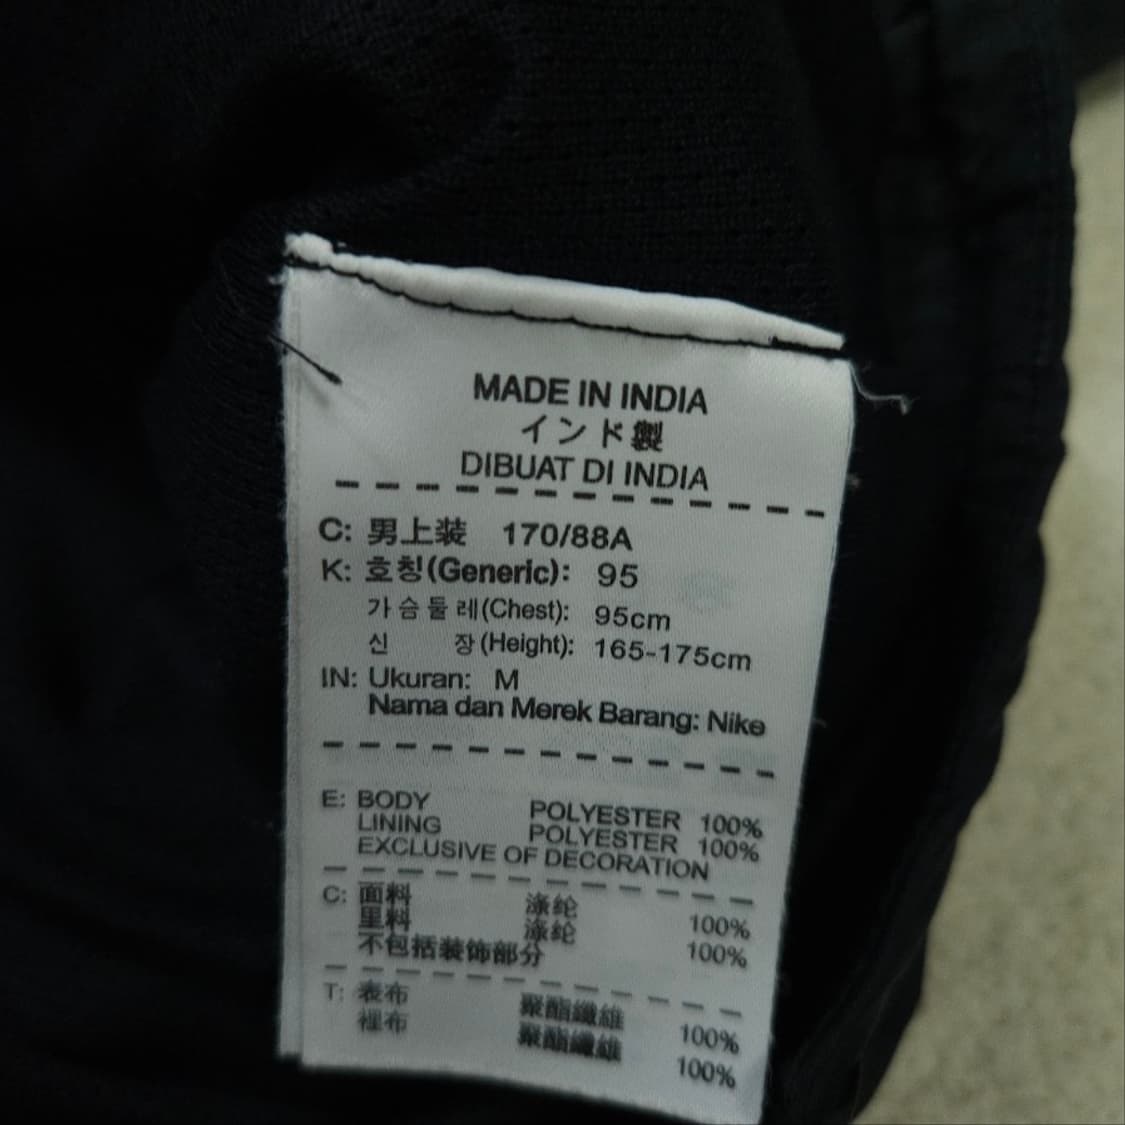 MADE IN INDIA
インド製
DIBUAT DI INDIA
C: 男上装 170/88A
K: 호칭(Generic): 95
가슴둘레(Chest): 95cm
신 장(Height): 165-175cm
IN: Ukuran: M
Nama dan Merek Barang: Nike
E: BODY POLYESTER 100%
LINING POLYESTER 100%
EXCLUSIVE OF DECORATION
C: 面料 涤纶 100%
里料 涤纶 100%
不包括装饰部分
T: 表布 聚酯纖維 100%
裡布 聚酯纖維 100%